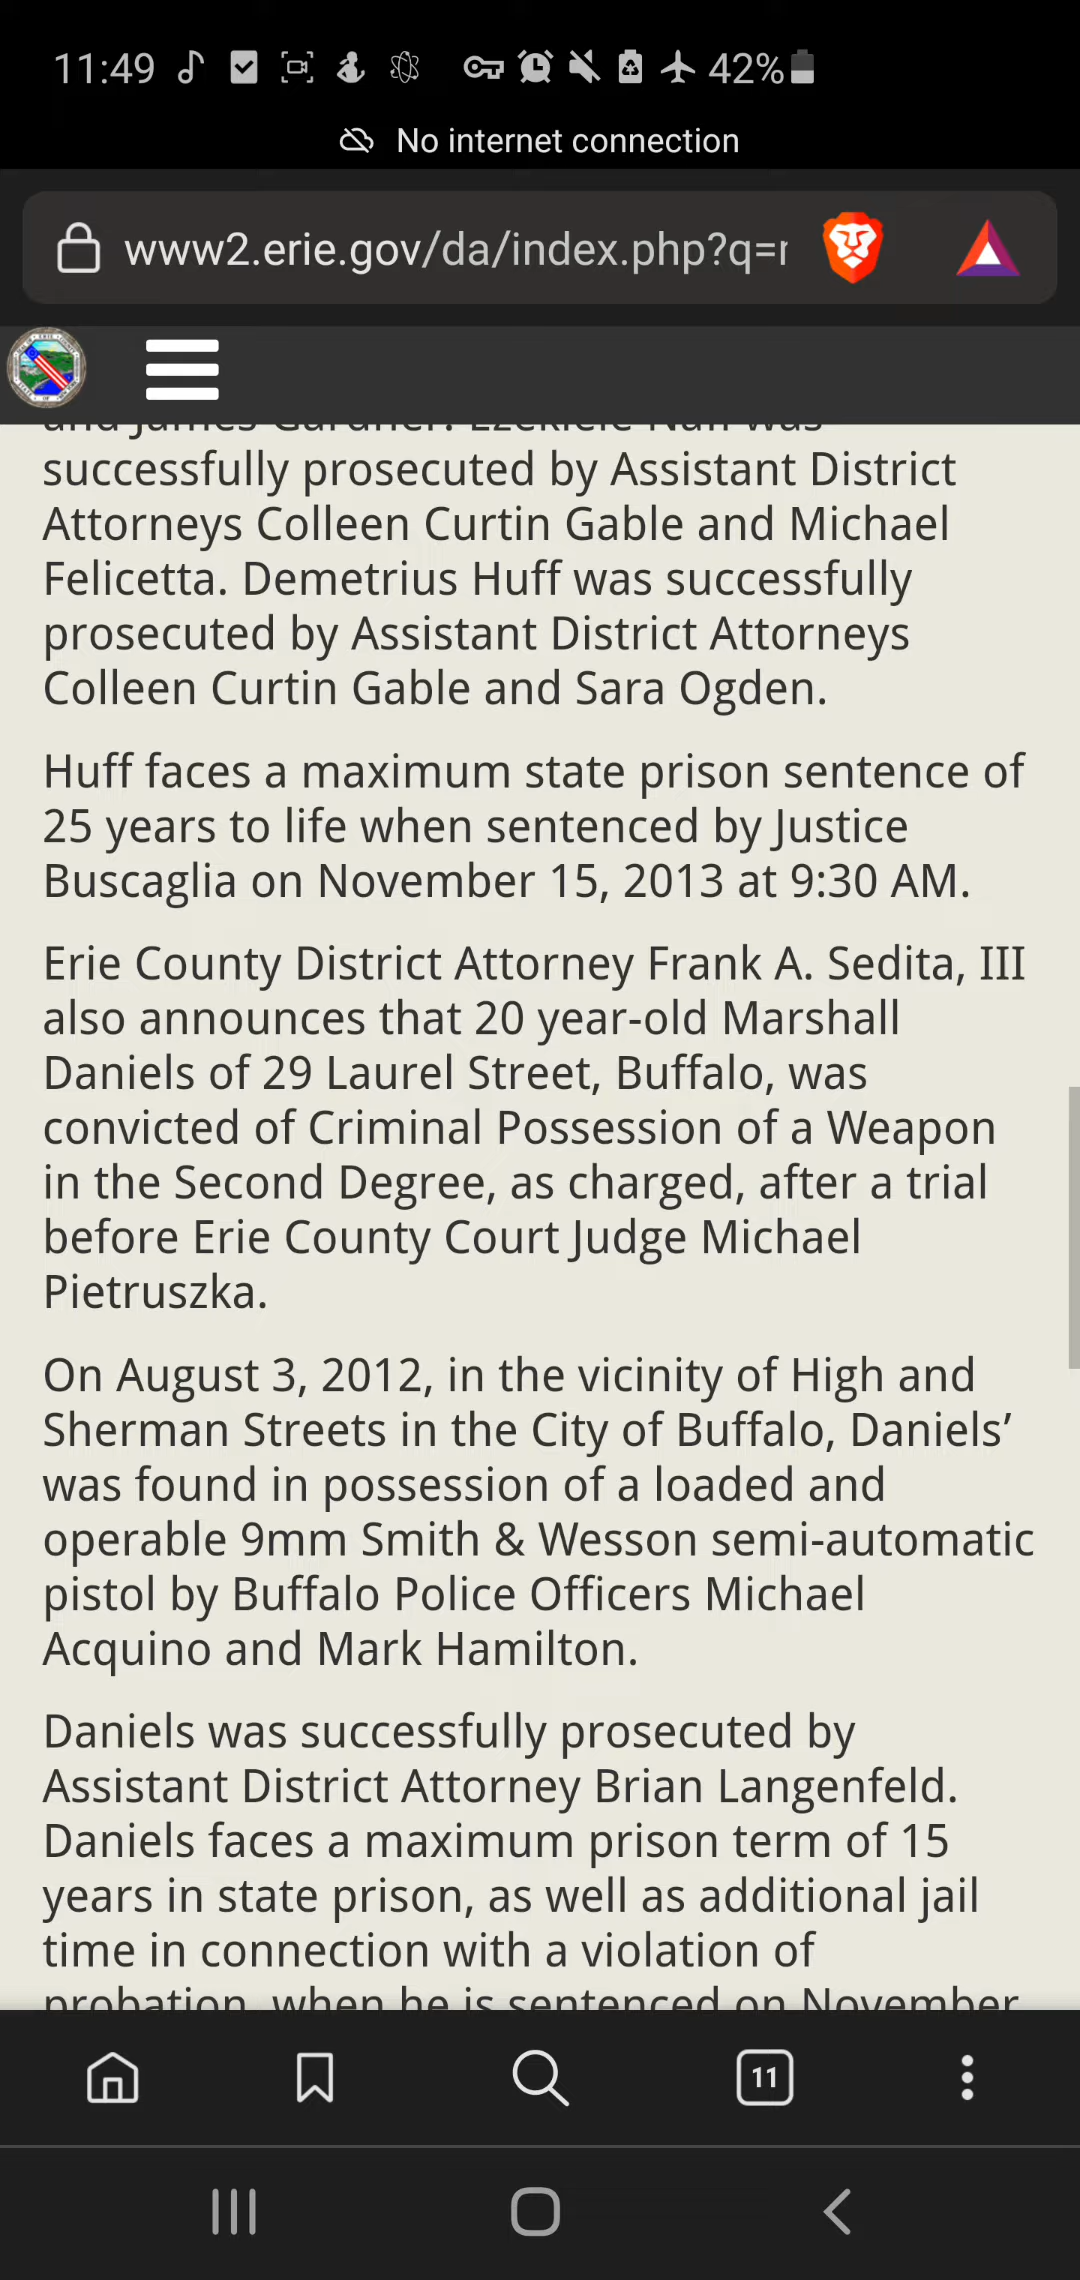 11:49
42%
No internet connection
www2.erie.gov/da/index.php?q=r
successfully prosecuted by Assistant District
Attorneys Colleen Curtin Gable and Michael
Felicetta. Demetrius Huff was successfully
prosecuted by Assistant District Attorneys
Colleen Curtin Gable and Sara Ogden.
Huff faces a maximum state prison sentence of
25 years to life when sentenced by Justice
Buscaglia on November 15, 2013 at 9:30 AM.
Erie County District Attorney Frank A. Sedita, III
also announces that 20 year-old Marshall
Daniels of 29 Laurel Street, Buffalo, was
convicted of Criminal Possession of a Weapon
in the Second Degree, as charged, after a trial
before Erie County Court Judge Michael
Pietruszka.
On August 3, 2012, in the vicinity of High and
Sherman Streets in the City of Buffalo, Daniels’
was found in possession of a loaded and
operable 9mm Smith & Wesson semi-automatic
pistol by Buffalo Police Officers Michael
Acquino and Mark Hamilton.
Daniels was successfully prosecuted by
Assistant District Attorney Brian Langenfeld.
Daniels faces a maximum prison term of 15
years in state prison, as well as additional jail
time in connection with a violation of
probation, when he is sentenced on November
11